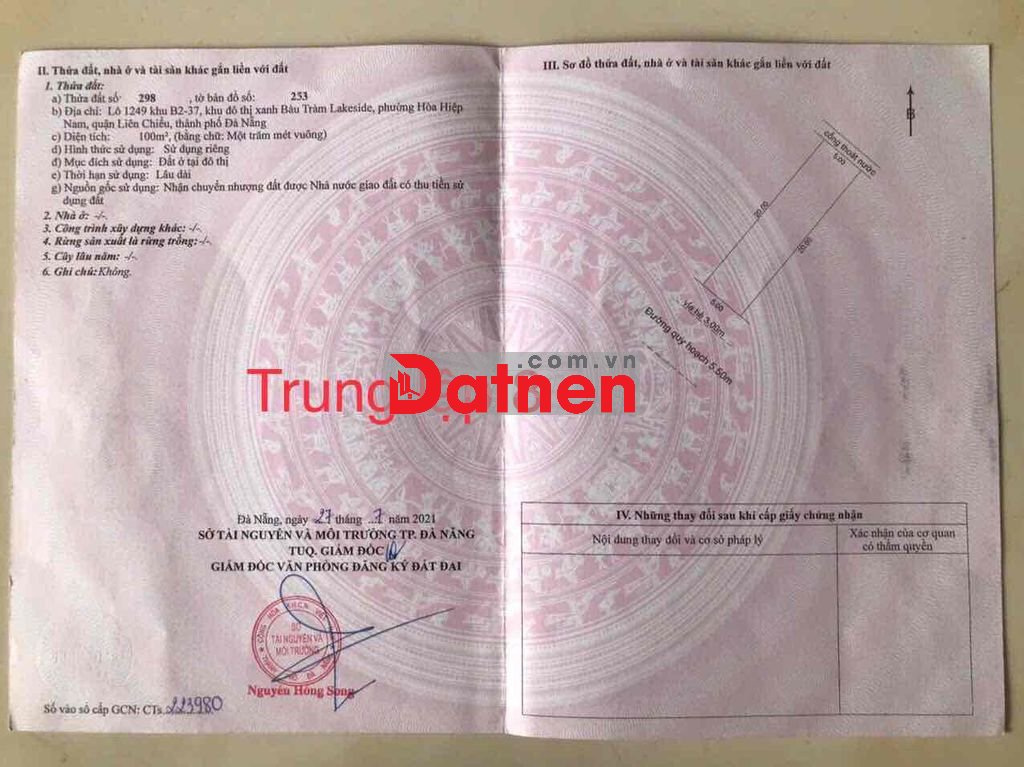 II. Thửa đất, nhà ở và tài sản khác gắn liền với đất
1. Thửa đất:
a) Thửa đất số: 298 , tờ bản đồ số: 253
b) Địa chỉ: Lô 1249 khu B2-37, khu đô thị xanh Bàu Tràm Lakeside, phường Hòa Hiệp
Nam, quận Liên Chiểu, thành phố Đà Nẵng
c) Diện tích: 100m², (bằng chữ: Một trăm mét vuông)
d) Hình thức sử dụng: Sử dụng riêng
đ) Mục đích sử dụng: Đất ở tại đô thị
e) Thời hạn sử dụng: Lâu dài
g) Nguồn gốc sử dụng: Nhận chuyển nhượng đất được Nhà nước giao đất có thu tiền sử
dụng đất
2. Nhà ở: -/-.
3. Công trình xây dựng khác: -/-.
4. Rừng sản xuất là rừng trồng:-/-.
5. Cây lâu năm: -/-.
6. Ghi chú: Không.
Đà Nẵng, ngày 27 tháng 7 năm 2021
SỞ TÀI NGUYÊN VÀ MÔI TRƯỜNG TP. ĐÀ NẴNG
TUQ. GIÁM ĐỐC
GIÁM ĐỐC VĂN PHÒNG ĐĂNG KÝ ĐẤT ĐAI
SỞ
TÀI NGUYÊN VÀ
MÔI TRƯỜNG
Nguyễn Hồng Song
Số vào sổ cấp GCN: CTs 223980
III. Sơ đồ thửa đất, nhà ở và tài sản khác gắn liền với đất
B
cống thoát nước
5.00
20.00
20.00
5.00
vỉa hè 3.00m
Đường quy hoạch 5.50m
.com.vn
Trung
Datnen
IV. Những thay đổi sau khi cấp giấy chứng nhận
Nội dung thay đổi và cơ sở pháp lý
Xác nhận của cơ quan
có thẩm quyền